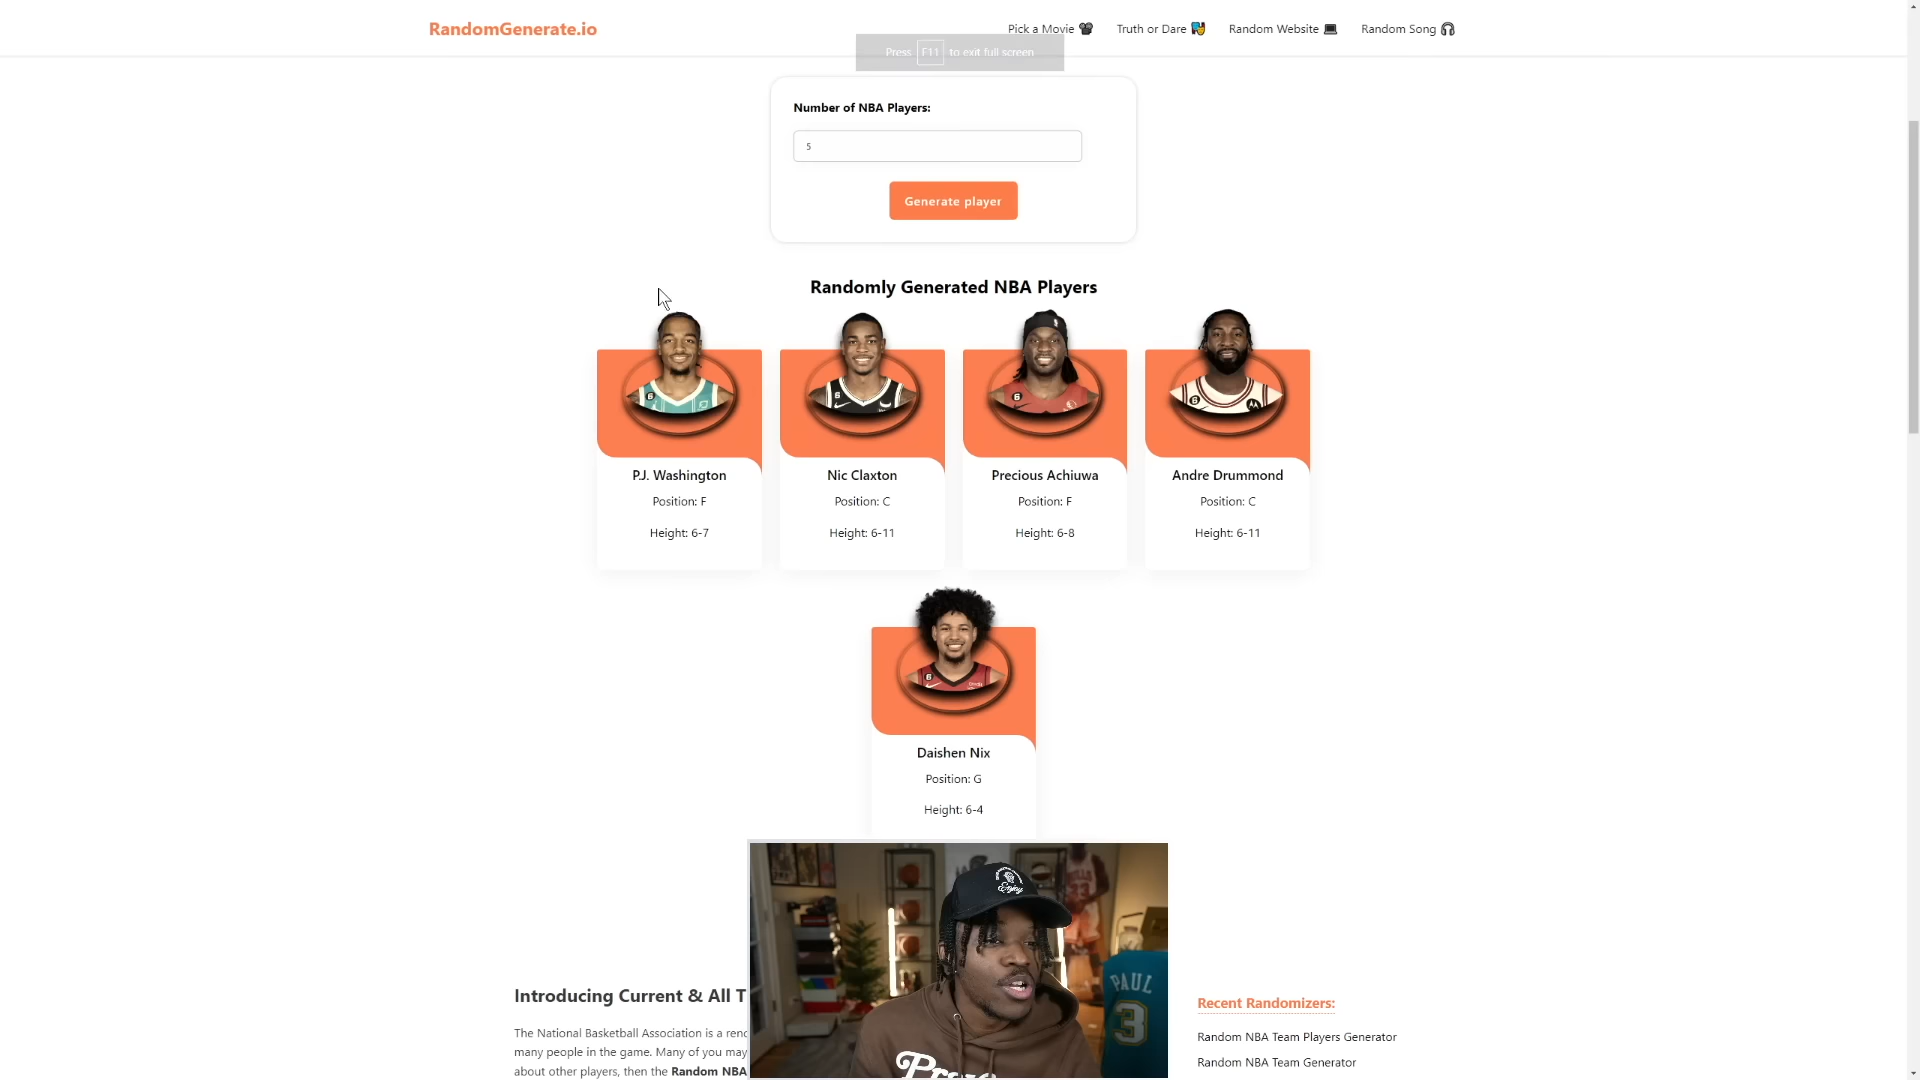 RandomGenerate.io
Pick a Movie
Truth or Dare
Random Website
Random Song
Press F11 to exit full screen
Number of NBA Players:
5
Generate player
Randomly Generated NBA Players
P.J. Washington
Position: F
Height: 6-7
Nic Claxton
Position: C
Height: 6-11
Precious Achiuwa
Position: F
Height: 6-8
Andre Drummond
Position: C
Height: 6-11
Daishen Nix
Position: G
Height: 6-4
Enjoy
BULLS
23
PAUL
3
Introducing Current & All T
The National Basketball Association is a reno
many people in the game. Many of you may
about other players, then the Random NBA
Recent Randomizers:
Random NBA Team Players Generator
Random NBA Team Generator